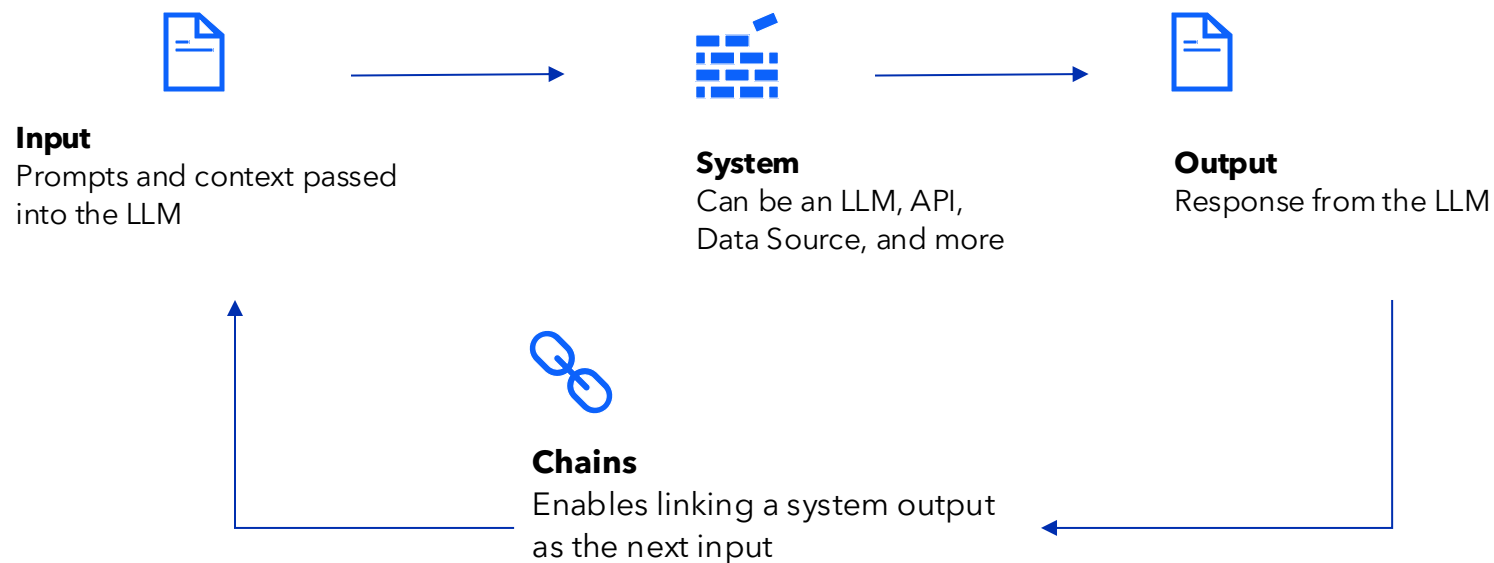 Input
Prompts and context passed
into the LLM
System
Can be an LLM, API,
Data Source, and more
Output
Response from the LLM
Chains
Enables linking a system output
as the next input